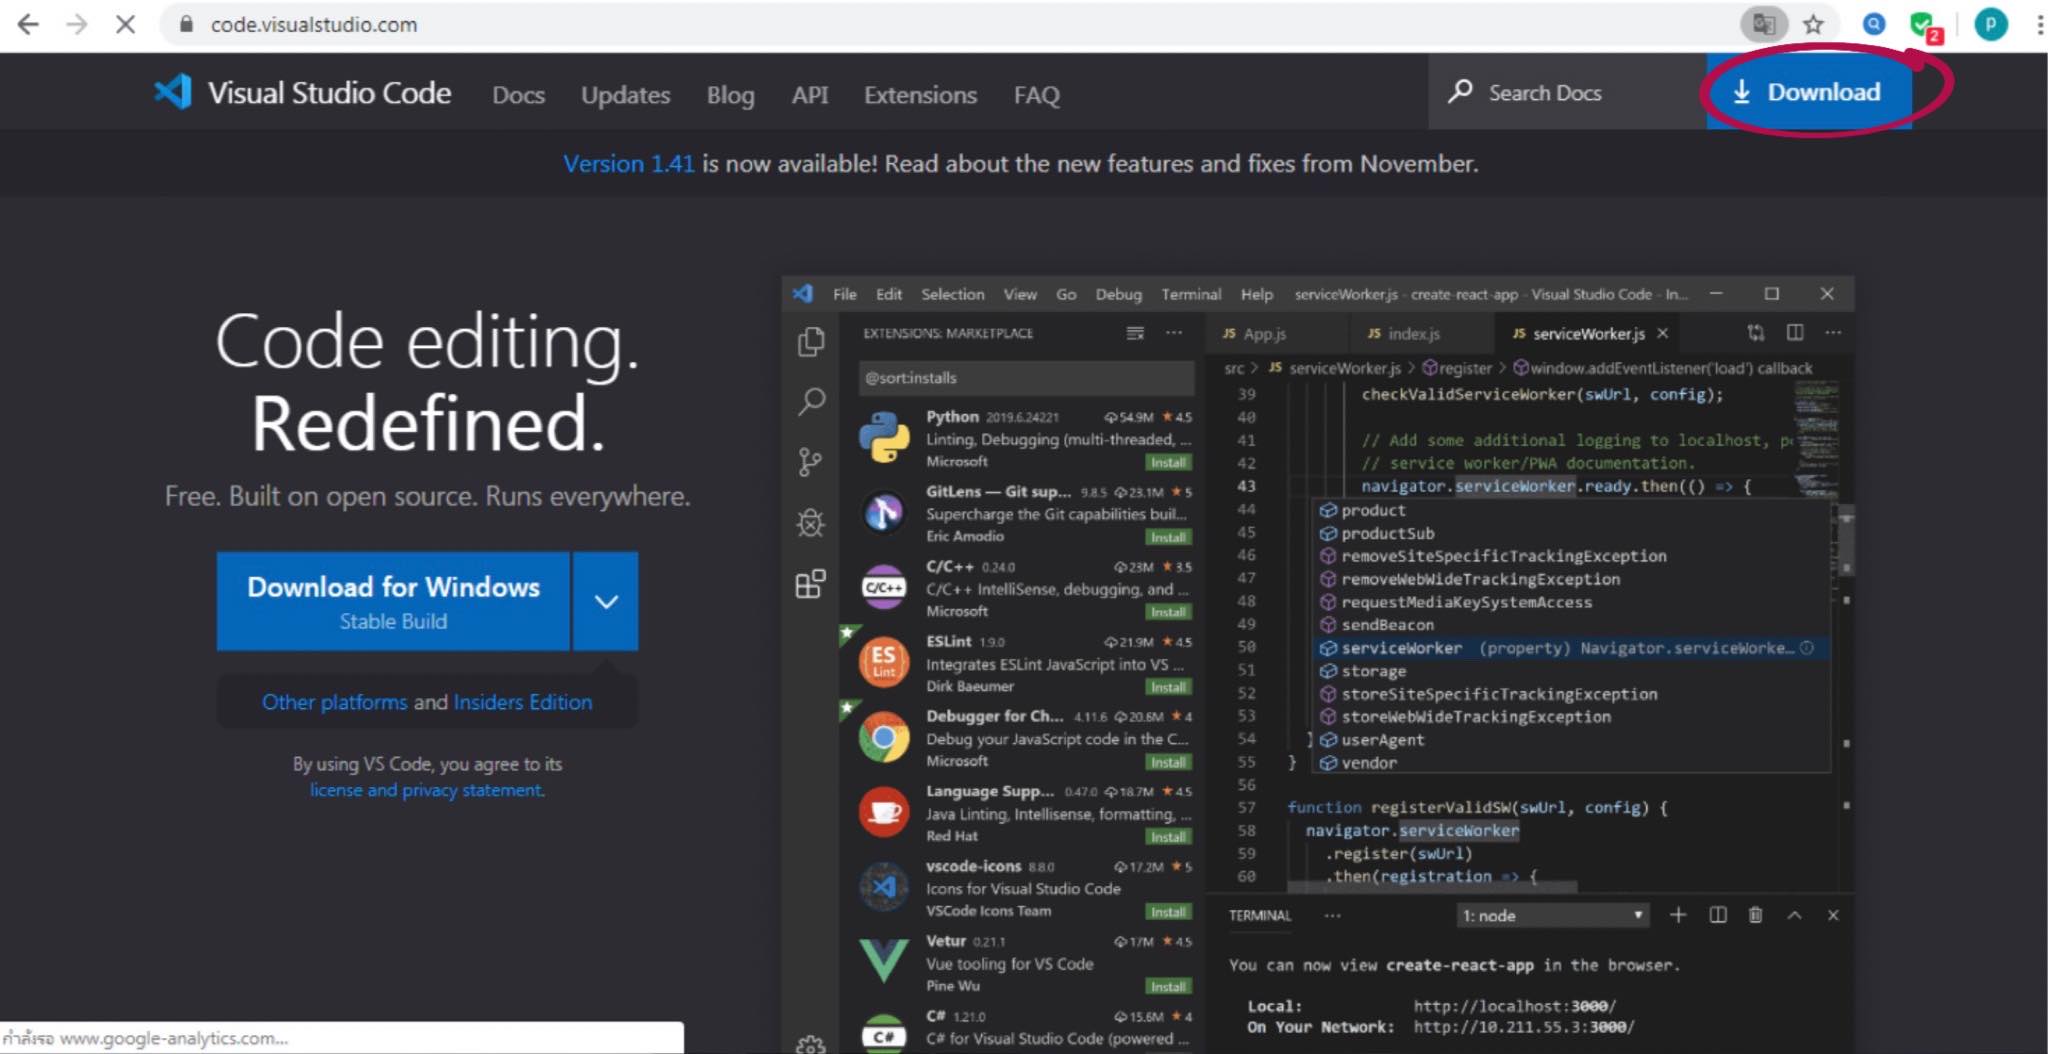 code.visualstudio.com
2
P
Visual Studio Code Docs Updates Blog API Extensions FAQ Search Docs Download
Version 1.41 is now available! Read about the new features and fixes from November.
Code editing.
Redefined.
Free. Built on open source. Runs everywhere.
Download for Windows
Stable Build
Other platforms and Insiders Edition
By using VS Code, you agree to its
license and privacy statement.
File Edit Selection View Go Debug Terminal Help serviceWorker.js - create-react-app - Visual Studio Code - In...
EXTENSIONS: MARKETPLACE
@sort:installs
Python 2019.6.24221 54.9M 4.5
Linting, Debugging (multi-threaded, ...
Microsoft Install
GitLens — Git sup... 9.8.5 23.1M 5
Supercharge the Git capabilities buil...
Eric Amodio Install
C/C++
C/C++ 0.24.0 23M 3.5
C/C++ IntelliSense, debugging, and ...
Microsoft Install
ES
Lint
ESLint 1.9.0 21.9M 4.5
Integrates ESLint JavaScript into VS ...
Dirk Baeumer Install
Debugger for Ch... 4.11.6 20.6M 4
Debug your JavaScript code in the C...
Microsoft Install
Language Supp... 0.47.0 18.7M 4.5
Java Linting, Intellisense, formatting, ...
Red Hat Install
vscode-icons 8.8.0 17.2M 5
Icons for Visual Studio Code
VSCode Icons Team Install
Vetur 0.21.1 17M 4.5
Vue tooling for VS Code
Pine Wu Install
C#
C# 1.21.0 15.6M 4
C# for Visual Studio Code (powered ...
JS App.js JS index.js JS serviceWorker.js
src > JS serviceWorker.js > register > window.addEventListener('load') callback
39 checkValidServiceWorker(swUrl, config);
40
41 // Add some additional logging to localhost, p
42 // service worker/PWA documentation.
43 navigator.serviceWorker.ready.then(() => {
44 product
45 productSub
46 removeSiteSpecificTrackingException
47 removeWebWideTrackingException
48 requestMediaKeySystemAccess
49 sendBeacon
50 serviceWorker (property) Navigator.serviceWorke...
51 storage
52 storeSiteSpecificTrackingException
53 storeWebWideTrackingException
54 } userAgent
55 } vendor
56
57 function registerValidSW(swUrl, config) {
58 navigator.serviceWorker
59 .register(swUrl)
60 .then(registration => {
TERMINAL ... 1: node
You can now view create-react-app in the browser.
Local: http://localhost:3000/
On Your Network: http://10.211.55.3:3000/
กำลังรอ www.google-analytics.com...